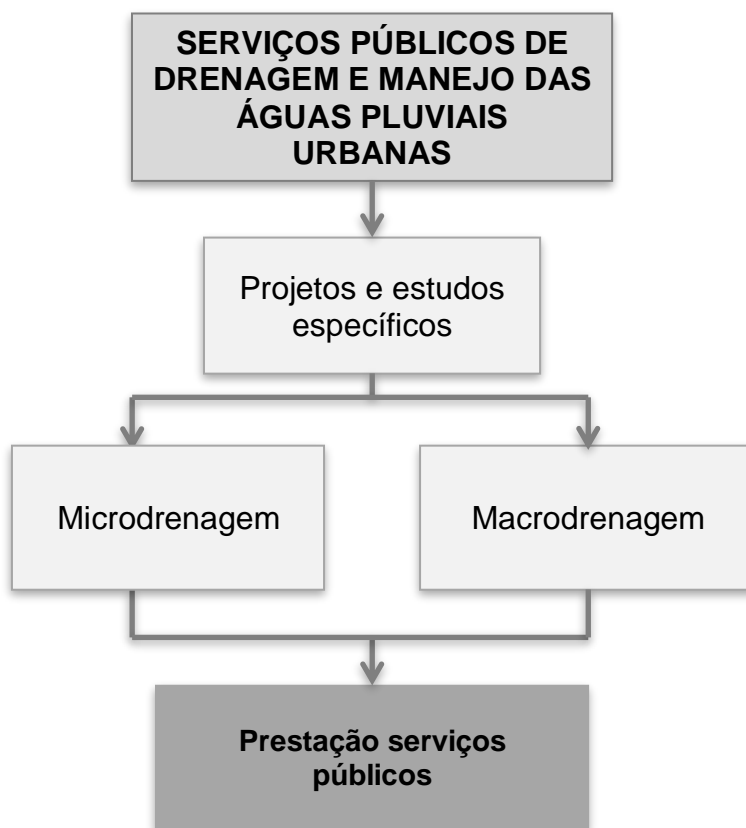 SERVIÇOS PÚBLICOS DE
DRENAGEM E MANEJO DAS
ÁGUAS PLUVIAIS
URBANAS
Projetos e estudos
específicos
Microdrenagem
Macrodrenagem
Prestação serviços
públicos